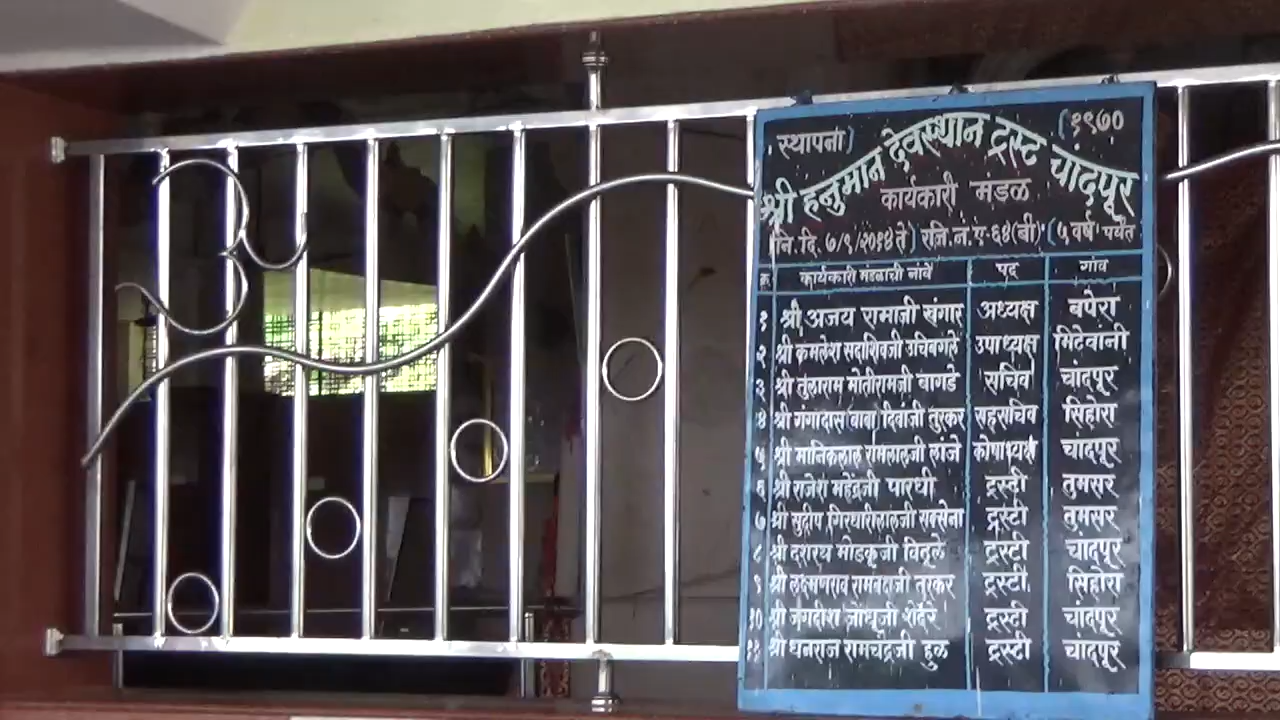 स्थापना) (१९७०
श्री हनुमान देवस्थान ट्रस्ट चांदपूर
कार्यकारी मंडळ
(नि. दि. ७/९/२०१४ ते) रजि. नं. ए-६४(बी) (५ वर्ष पर्यंत
क्र. कार्यकारी मंडळाची नांवे पद गांव
१ श्री अजय रामाजी खंगार अध्यक्ष बपेरा
२ श्री कमलेश सदाशिवजी उचिबगले उपाध्यक्ष मिटेवांनी
३ श्री तुलाराम मोतीरामजी बागडे सचिव चांदपूर
४ श्री गंगादास (बाबा) दिवाजी तुरकर सहसचिव सिहोरा
५ श्री मानिकलाल रामलालजी लांजे कोषाध्यक्ष चांदपूर
६ श्री राजेश महेंद्रजी पारधी ट्रस्टी तुमसर
७ श्री सुदीप गिरधारीलालजी सक्सेना ट्रस्टी तुमसर
८ श्री दशरथ मोडकूजी विठूले ट्रस्टी चांदपूर
९ श्री लक्ष्मणराव रामबदाजी तुरकर ट्रस्टी. सिहोरा
१० श्री जगदीश जोधूजी शेंदरे ट्रस्टी चांदपूर
११ श्री धनराज रामचंद्रजी हुळ ट्रस्टी चांदपूर